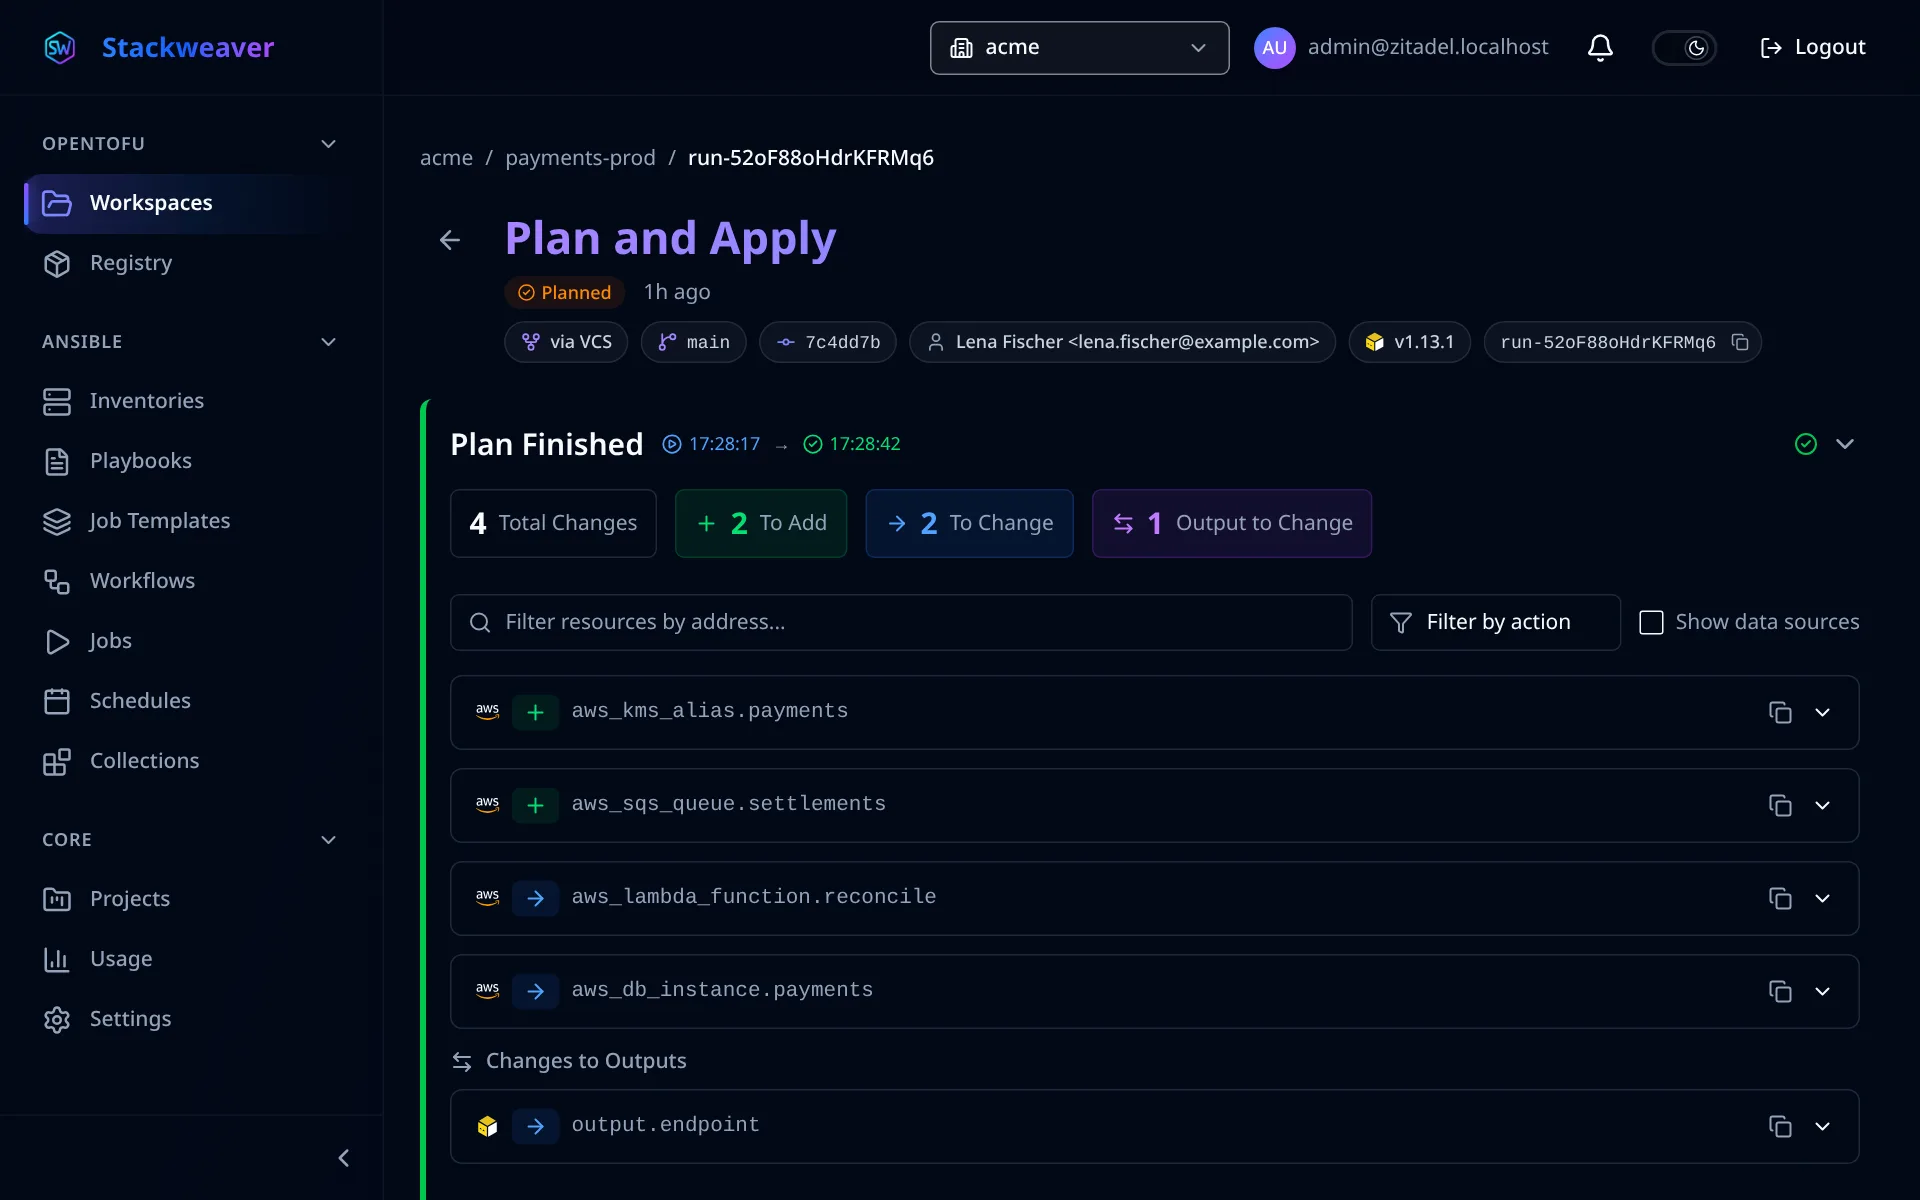 SW Stackweaver
acme
AU admin@zitadel.localhost
Logout
OPENTOFU
Workspaces
Registry
ANSIBLE
Inventories
Playbooks
Job Templates
Workflows
Jobs
Schedules
Collections
CORE
Projects
Usage
Settings
acme / payments-prod / run-52oF88oHdrKFRMq6
Plan and Apply
Planned 1h ago
via VCS main 7c4dd7b Lena Fischer <lena.fischer@example.com> v1.13.1 run-52oF88oHdrKFRMq6
Plan Finished 17:28:17 → 17:28:42
4 Total Changes + 2 To Add → 2 To Change 1 Output to Change
Filter resources by address...
Filter by action
Show data sources
aws + aws_kms_alias.payments
aws + aws_sqs_queue.settlements
aws → aws_lambda_function.reconcile
aws → aws_db_instance.payments
Changes to Outputs
→ output.endpoint